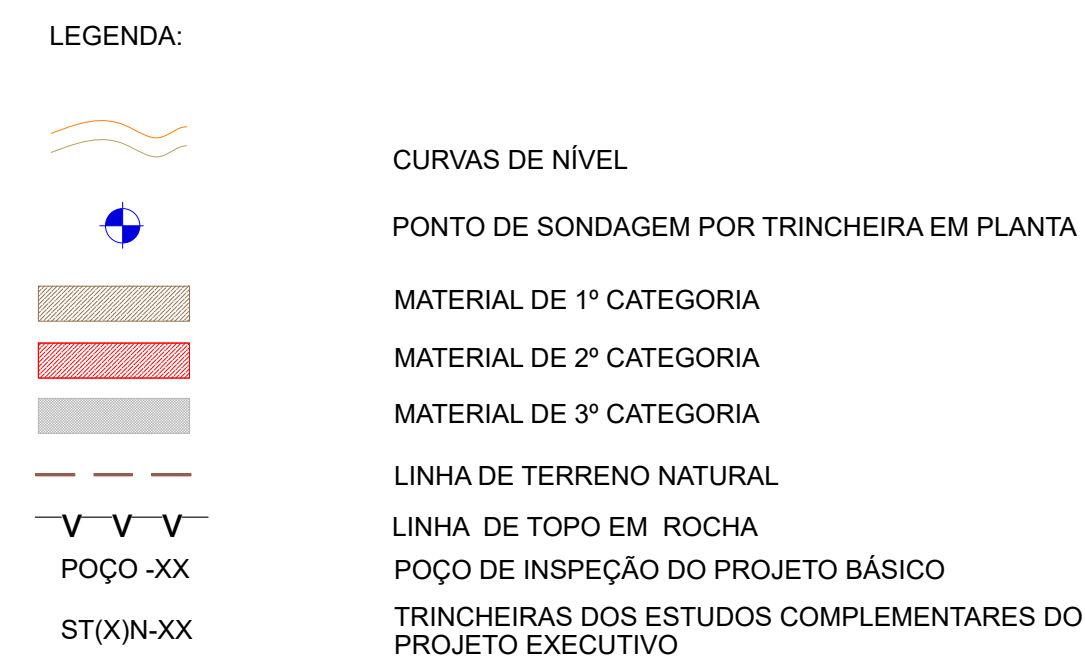 LEGENDA:
CURVAS DE NÍVEL
PONTO DE SONDAGEM POR TRINCHEIRA EM PLANTA
MATERIAL DE 1º CATEGORIA
MATERIAL DE 2º CATEGORIA
MATERIAL DE 3º CATEGORIA
LINHA DE TERRENO NATURAL
V V V LINHA DE TOPO EM ROCHA
POÇO -XX POÇO DE INSPEÇÃO DO PROJETO BÁSICO
ST(X)N-XX TRINCHEIRAS DOS ESTUDOS COMPLEMENTARES DO
PROJETO EXECUTIVO